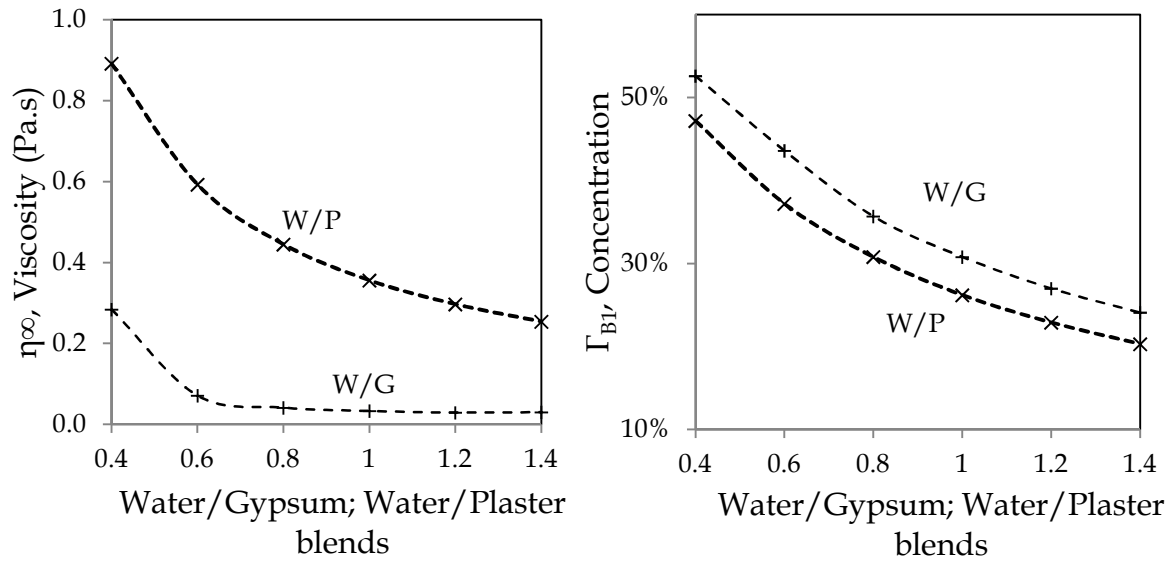 η∞, Viscosity (Pa.s)
1.0
0.8
0.6
0.4
0.2
0.0
W/P
W/G
0.4 0.6 0.8 1 1.2 1.4
Water/Gypsum; Water/Plaster
blends
ΓB1, Concentration
50%
30%
10%
W/G
W/P
0.4 0.6 0.8 1 1.2 1.4
Water/Gypsum; Water/Plaster
blends